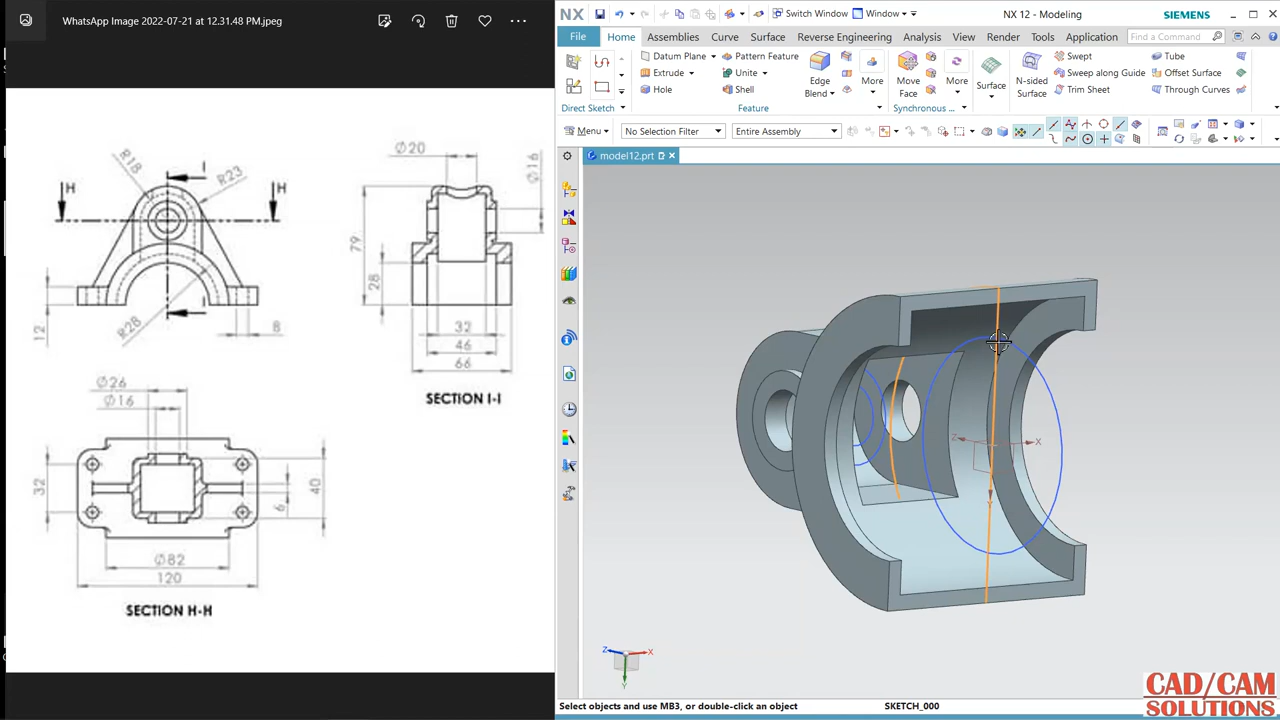 WhatsApp Image 2022-07-21 at 12.31.48 PM.jpeg
NX
Switch Window
Window
NX 12 - Modeling
SIEMENS
File
Home
Assemblies
Curve
Surface
Reverse Engineering
Analysis
View
Render
Tools
Application
Find a Command
Datum Plane
Pattern Feature
Extrude
Unite
Hole
Shell
Edge
Blend
More
Move
Face
More
Surface
N-sided
Surface
Swept
Tube
Sweep along Guide
Offset Surface
Trim Sheet
Through Curves
Direct Sketch
Feature
Synchronous ...
Menu
No Selection Filter
Entire Assembly
model12.prt
R18
I
R23
H
H
12
R28
I
8
Ø20
Ø16
79
28
32
46
66
SECTION I-I
Ø26
Ø16
32
6
40
Ø82
120
SECTION H-H
Z
X
Y
Z
X
Y
Select objects and use MB3, or double-click an object
SKETCH_000
CAD/CAM
SOLUTIONS